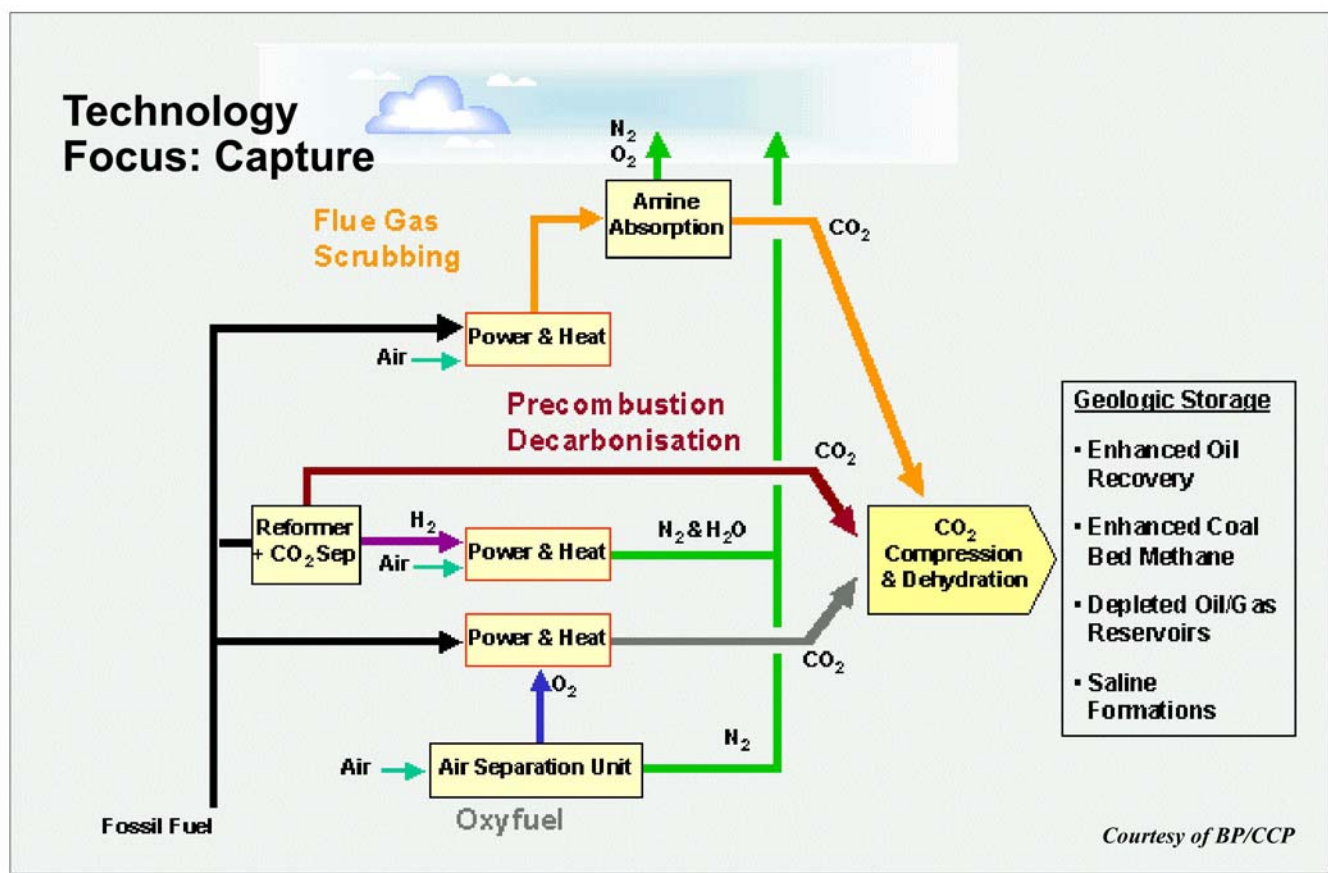 Technology
Focus: Capture
N₂
O₂
Flue Gas
Scrubbing
Amine
Absorption
CO₂
Power & Heat
Air
Precombustion
Decarbonisation
CO₂
Reformer
+ CO₂ Sep
H₂
Air
Power & Heat
N₂ & H₂O
CO₂
Compression
& Dehydration
Power & Heat
CO₂
O₂
Air
Air Separation Unit
N₂
Oxyfuel
Fossil Fuel
Geologic Storage
▪ Enhanced Oil
Recovery
▪ Enhanced Coal
Bed Methane
▪ Depleted Oil/Gas
Reservoirs
▪ Saline
Formations
Courtesy of BP/CCP